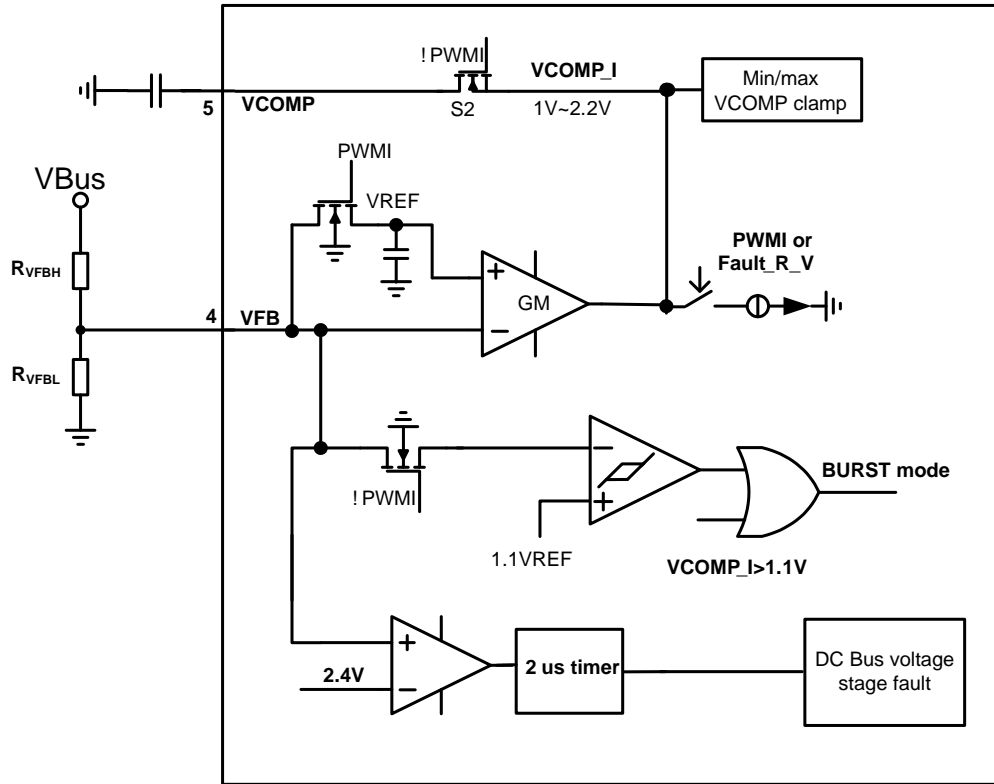 ! PWMI
VCOMP_I
Min/max
VCOMP clamp
5
VCOMP
S2
1V~2.2V
PWMI
VBus
VREF
PWMI or
Fault_R_V
RVFBH
+
GM
4
VFB
−
RVFBL
−
BURST mode
! PWMI
+
1.1VREF
VCOMP_I>1.1V
+
2 us timer
DC Bus voltage
stage fault
2.4V
−